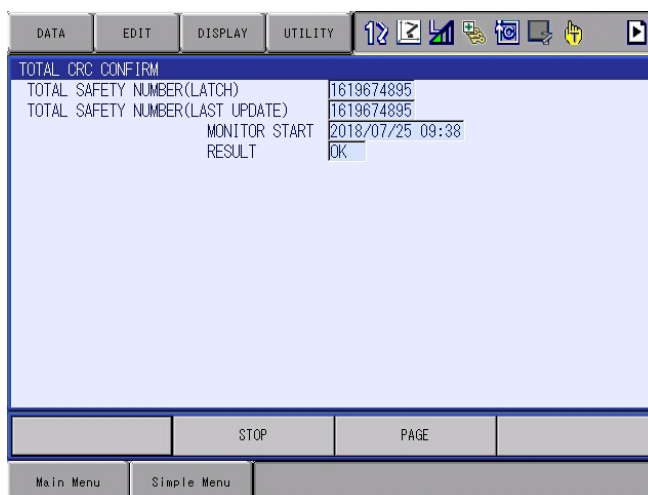 DATA EDIT DISPLAY UTILITY
TOTAL CRC CONFIRM
TOTAL SAFETY NUMBER(LATCH) 1619674895
TOTAL SAFETY NUMBER(LAST UPDATE) 1619674895
MONITOR START 2018/07/25 09:38
RESULT OK
STOP PAGE
Main Menu Simple Menu